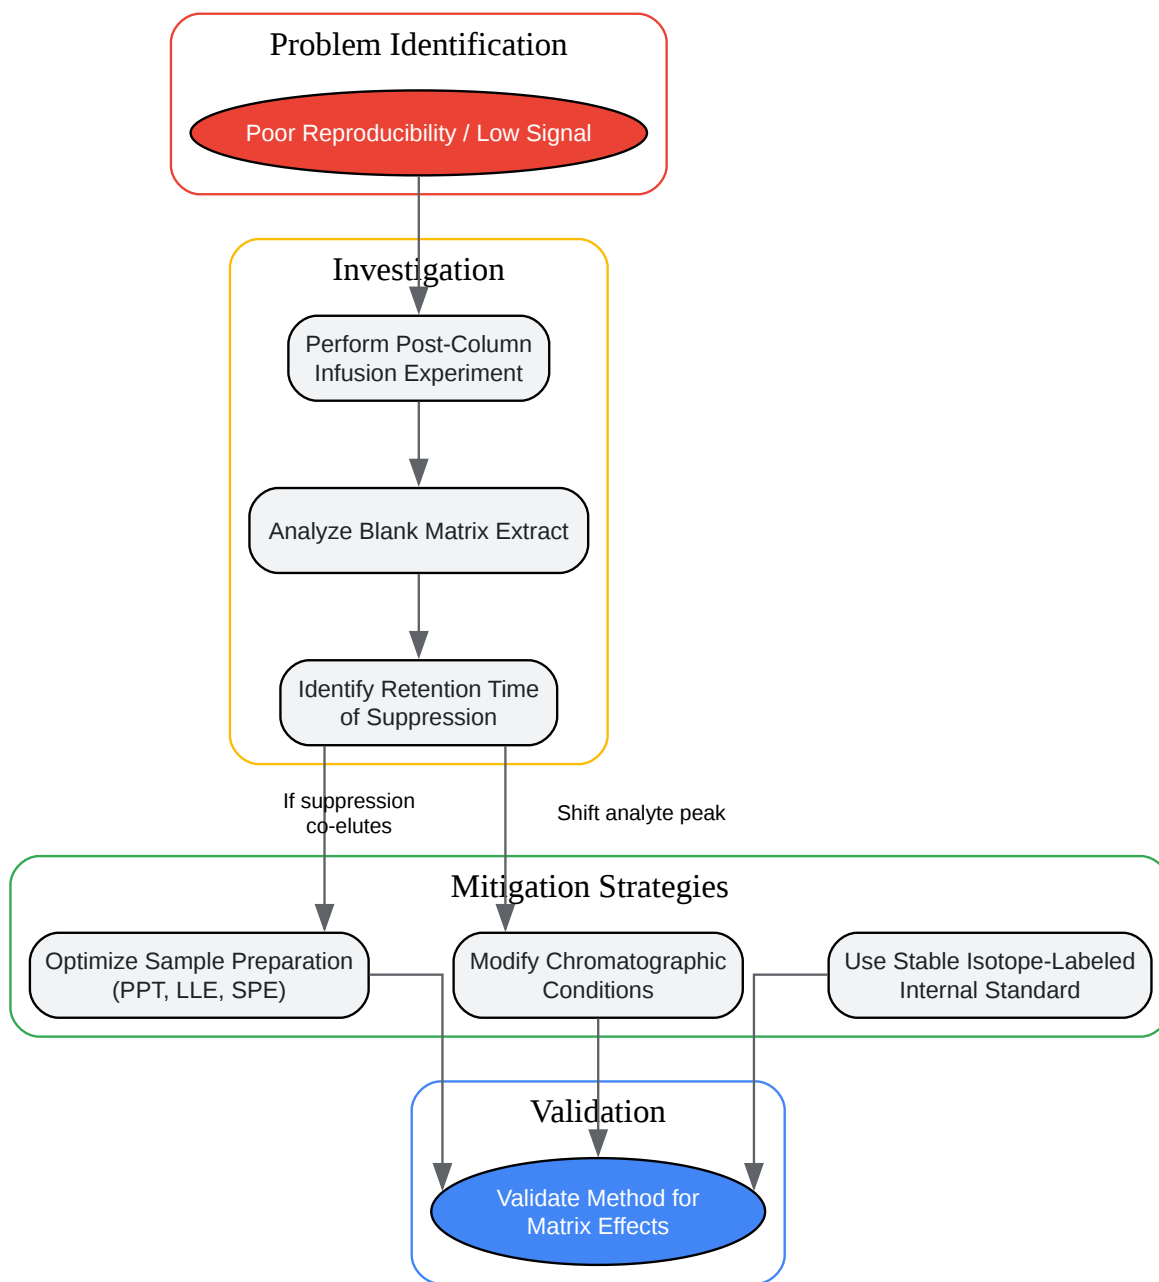 Problem Identification
Poor Reproducibility / Low Signal
Investigation
Perform Post-Column
Infusion Experiment
Analyze Blank Matrix Extract
Identify Retention Time
of Suppression
If suppression
co-elutes
Shift analyte peak
Mitigation Strategies
Optimize Sample Preparation
(PPT, LLE, SPE)
Modify Chromatographic
Conditions
Use Stable Isotope-Labeled
Internal Standard
Validation
Validate Method for
Matrix Effects